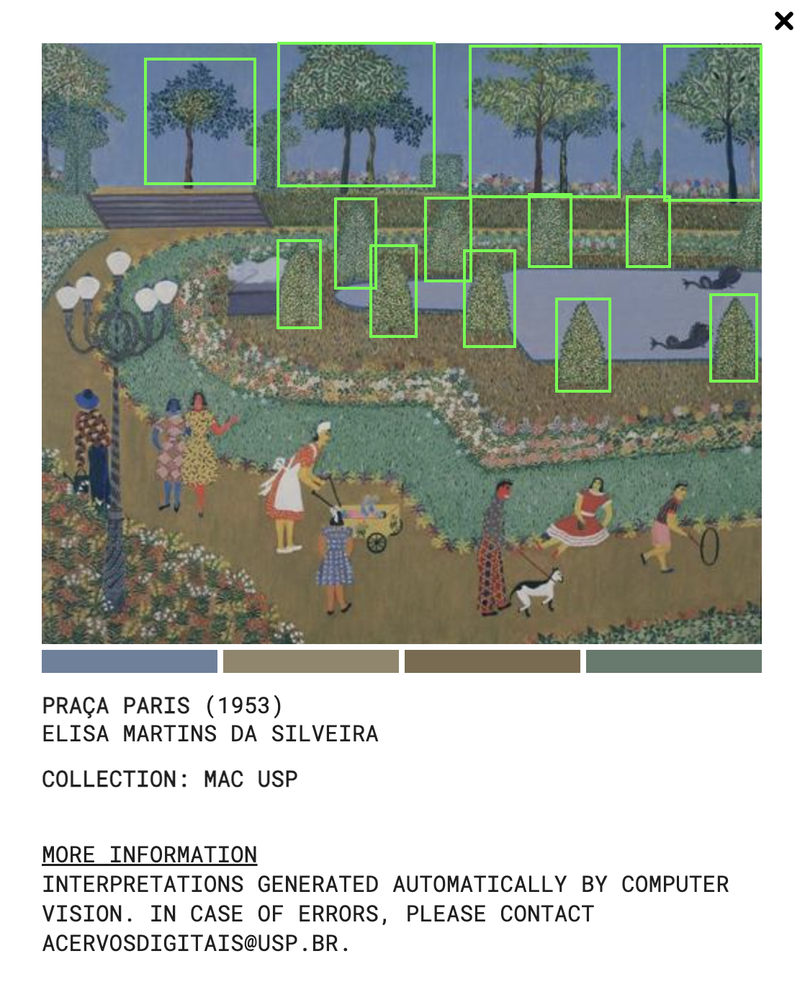 PRAÇA PARIS (1953)
ELISA MARTINS DA SILVEIRA
COLLECTION: MAC USP
MORE INFORMATION
INTERPRETATIONS GENERATED AUTOMATICALLY BY COMPUTER
VISION. IN CASE OF ERRORS, PLEASE CONTACT
ACERVOSDIGITAIS@USP.BR.